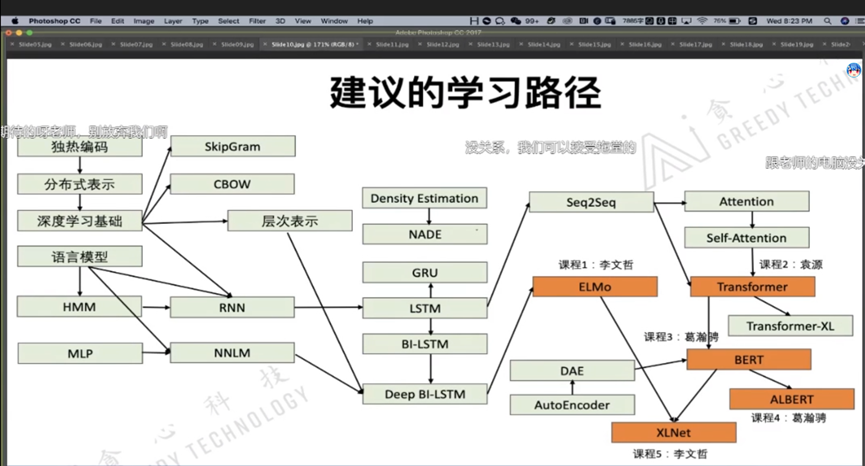 Photoshop CC File Edit Image Layer Type Select Filter 3D View Window Help 99+ 76% Wed 8:23 PM
Adobe Photoshop CC 2017
Slide05.jpg Slide06.jpg Slide07.jpg Slide08.jpg Slide09.jpg Slide10.jpg @ 171% (RGB/8) Slide11.jpg Slide12.jpg Slide13.jpg Slide14.jpg Slide15.jpg Slide16.jpg Slide17.jpg Slide18.jpg Slide19.jpg
建议的学习路径
贪心科技
GREEDY TECHNOLOGY
没关系，我们可以接受拖堂的
独热编码
SkipGram
分布式表示
CBOW
深度学习基础
层次表示
语言模型
HMM
RNN
MLP
NNLM
Density Estimation
NADE
GRU
LSTM
BI-LSTM
Deep BI-LSTM
Seq2Seq
Attention
Self-Attention
课程1：李文哲
课程2：袁源
ELMo
Transformer
Transformer-XL
课程3：葛瀚骋
BERT
DAE
AutoEncoder
ALBERT
课程4：葛瀚骋
XLNet
课程5：李文哲
贪心科技
GREEDY TECHNOLOGY